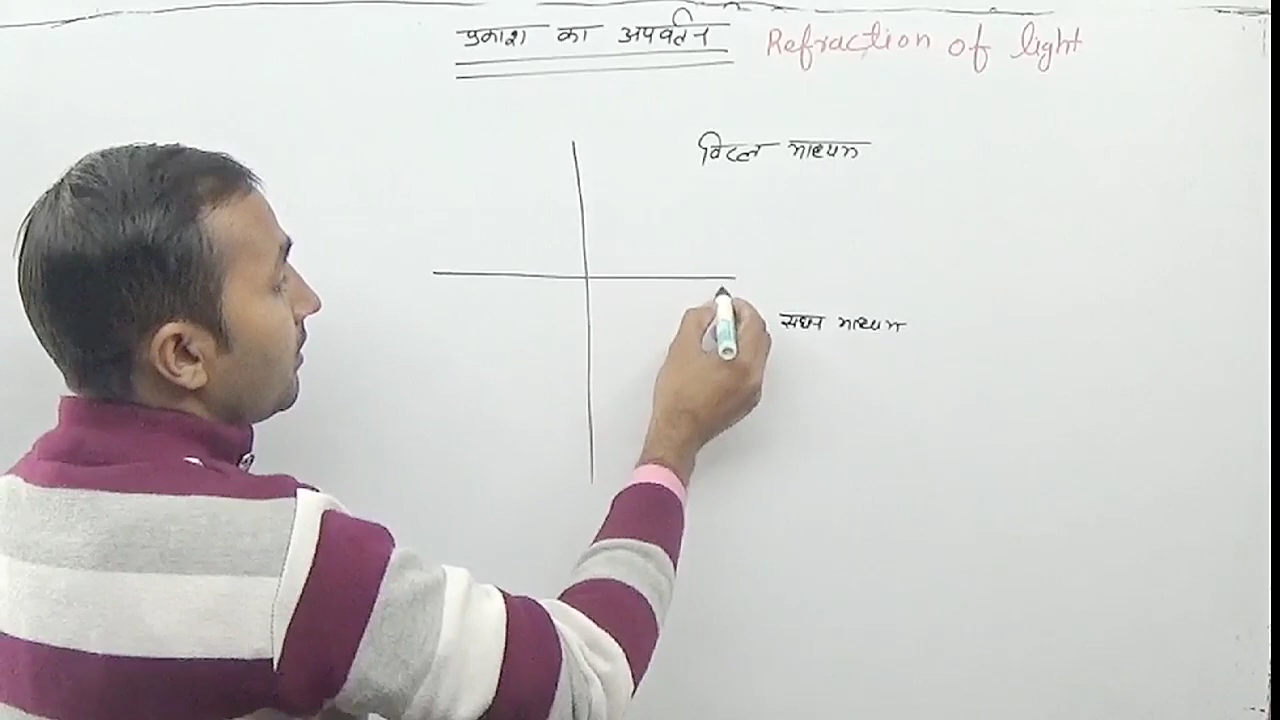 प्रकाश का अपवर्तन Refraction of light
विरल माध्यम
सघन माध्यम